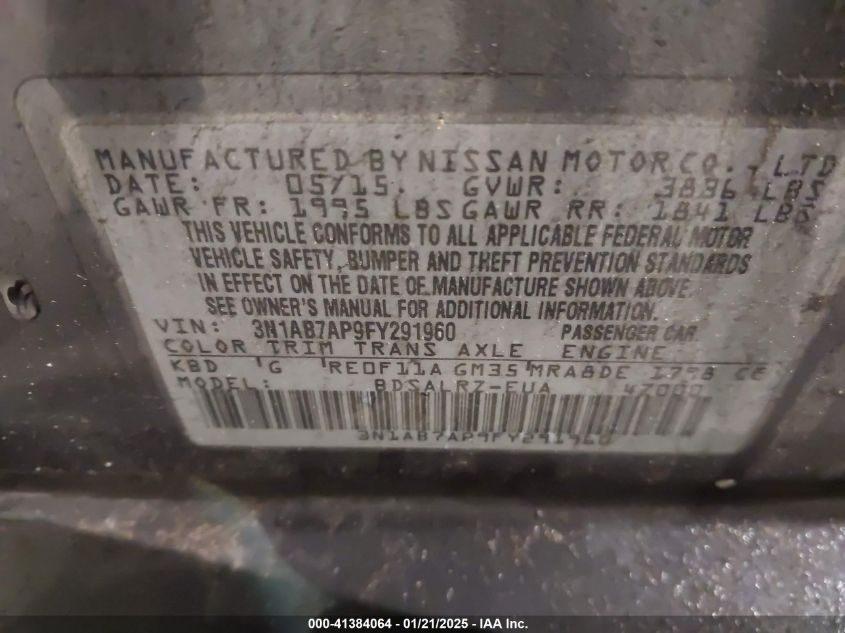 MANUFACTURED BY NISSAN MOTOR CO., LTD
DATE: 05/15. GVWR: 3836 LBS
GAWR FR: 1995 LBS GAWR RR: 1841 LBS
THIS VEHICLE CONFORMS TO ALL APPLICABLE FEDERAL MOTOR
VEHICLE SAFETY, BUMPER AND THEFT PREVENTION STANDARDS
IN EFFECT ON THE DATE OF MANUFACTURE SHOWN ABOVE.
SEE OWNER'S MANUAL FOR ADDITIONAL INFORMATION.
VIN: 3N1AB7AP9FY291960 PASSENGER CAR
COLOR TRIM TRANS AXLE ENGINE
KBD G RE0F11A GM35 MRA8DE 1798 CC
MODEL: BDSALRZ-EUA 47000
3N1AB7AP9FY291960
000-41384064 / 01/21/2025 - IAA Inc.